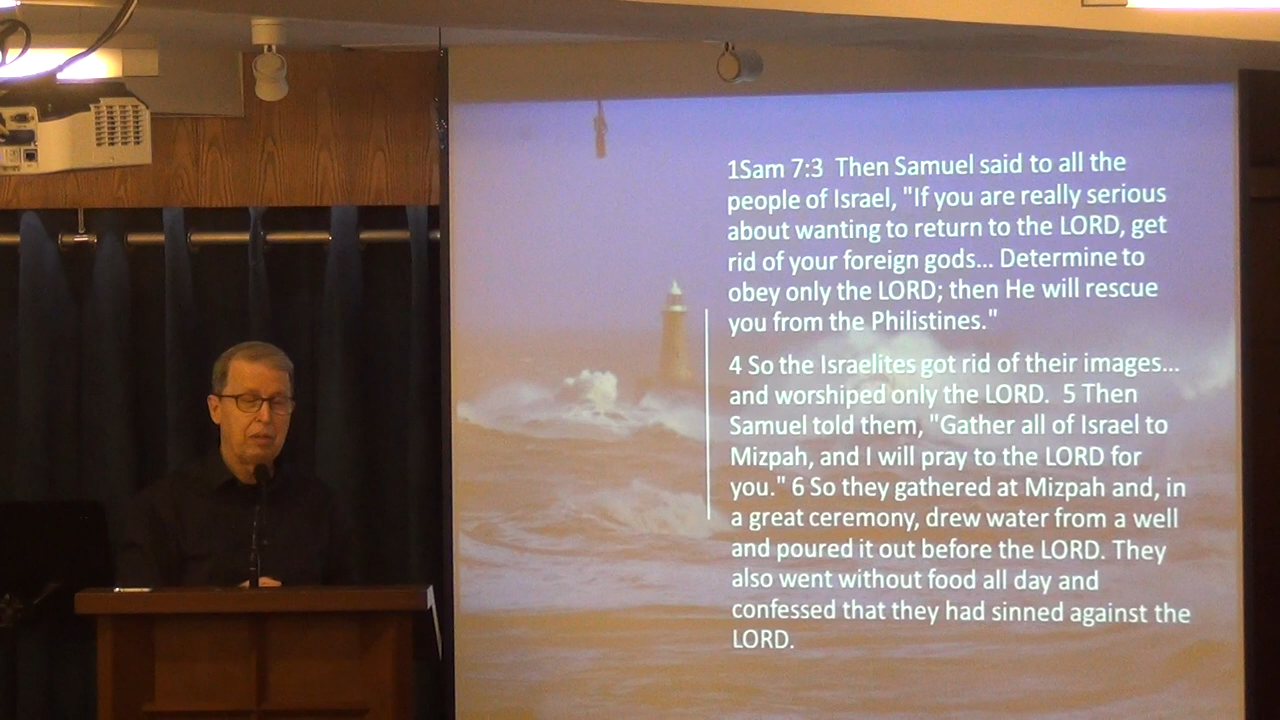 1Sam 7:3 Then Samuel said to all the
people of Israel, "If you are really serious
about wanting to return to the LORD, get
rid of your foreign gods... Determine to
obey only the LORD; then He will rescue
you from the Philistines."
4 So the Israelites got rid of their images...
and worshiped only the LORD. 5 Then
Samuel told them, "Gather all of Israel to
Mizpah, and I will pray to the LORD for
you." 6 So they gathered at Mizpah and, in
a great ceremony, drew water from a well
and poured it out before the LORD. They
also went without food all day and
confessed that they had sinned against the
LORD.